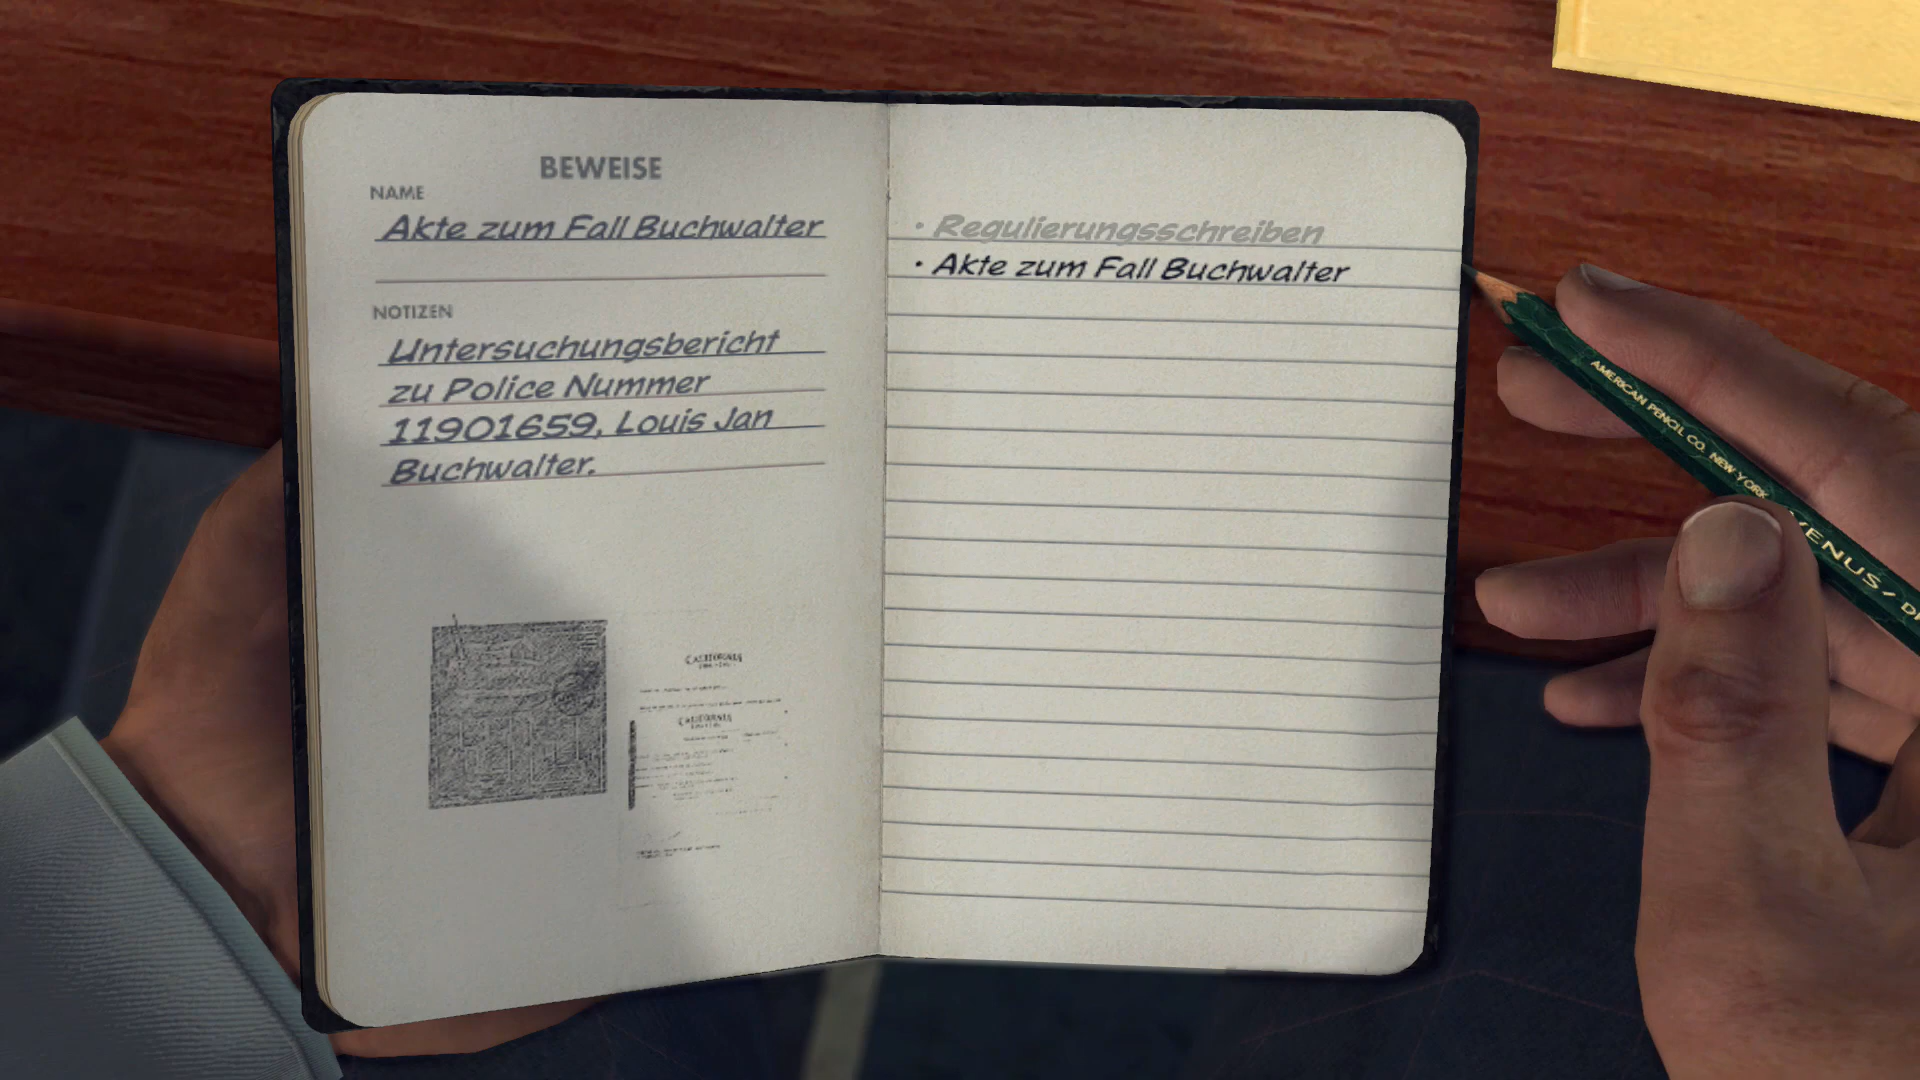 BEWEISE
NAME
Akte zum Fall Buchwalter
NOTIZEN
Untersuchungsbericht
zu Police Nummer
11901659, Louis Jan
Buchwalter.
CALIFORNIA
CALIFORNIA
• Regulierungsschreiben
• Akte zum Fall Buchwalter
AMERICAN PENCIL CO. NEW YORK
VENUS